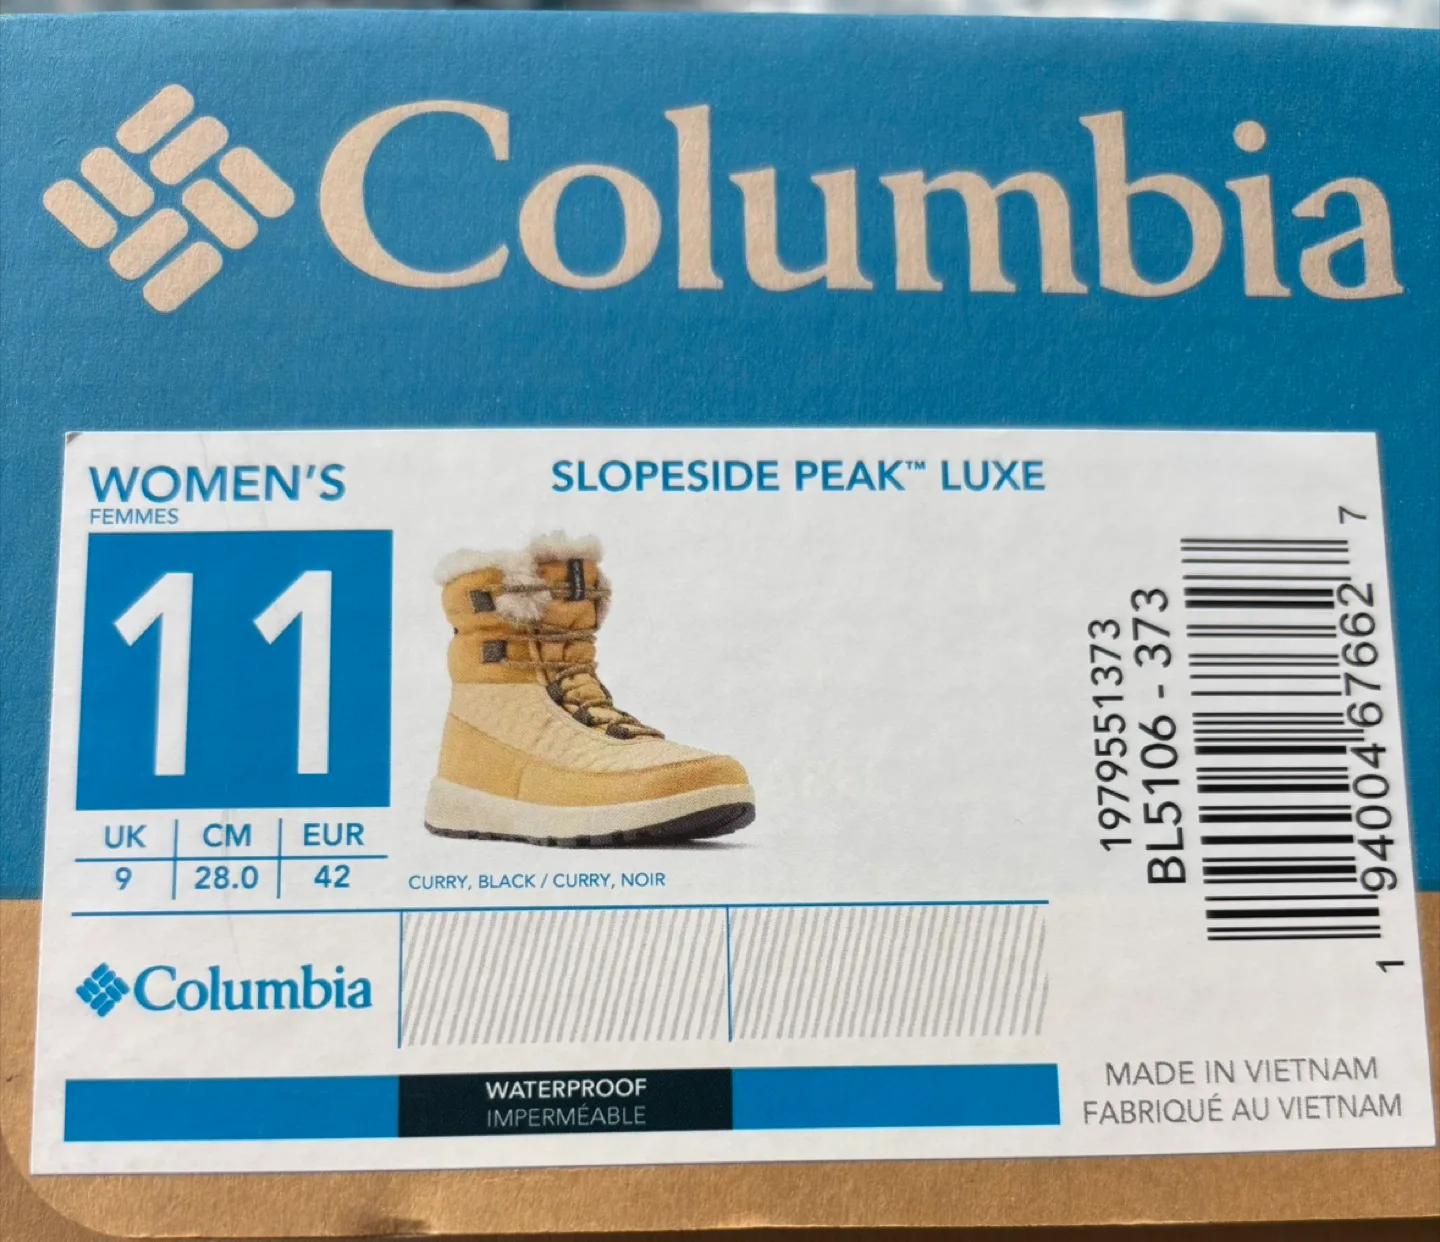 Columbia
WOMEN'S
FEMMES
SLOPESIDE PEAK™ LUXE
11
UK CM EUR
9 28.0 42
CURRY, BLACK / CURRY, NOIR
1979551373
BL5106 - 373
1 94004 67662 7
Columbia
WATERPROOF
IMPERMÉABLE
MADE IN VIETNAM
FABRIQUÉ AU VIETNAM